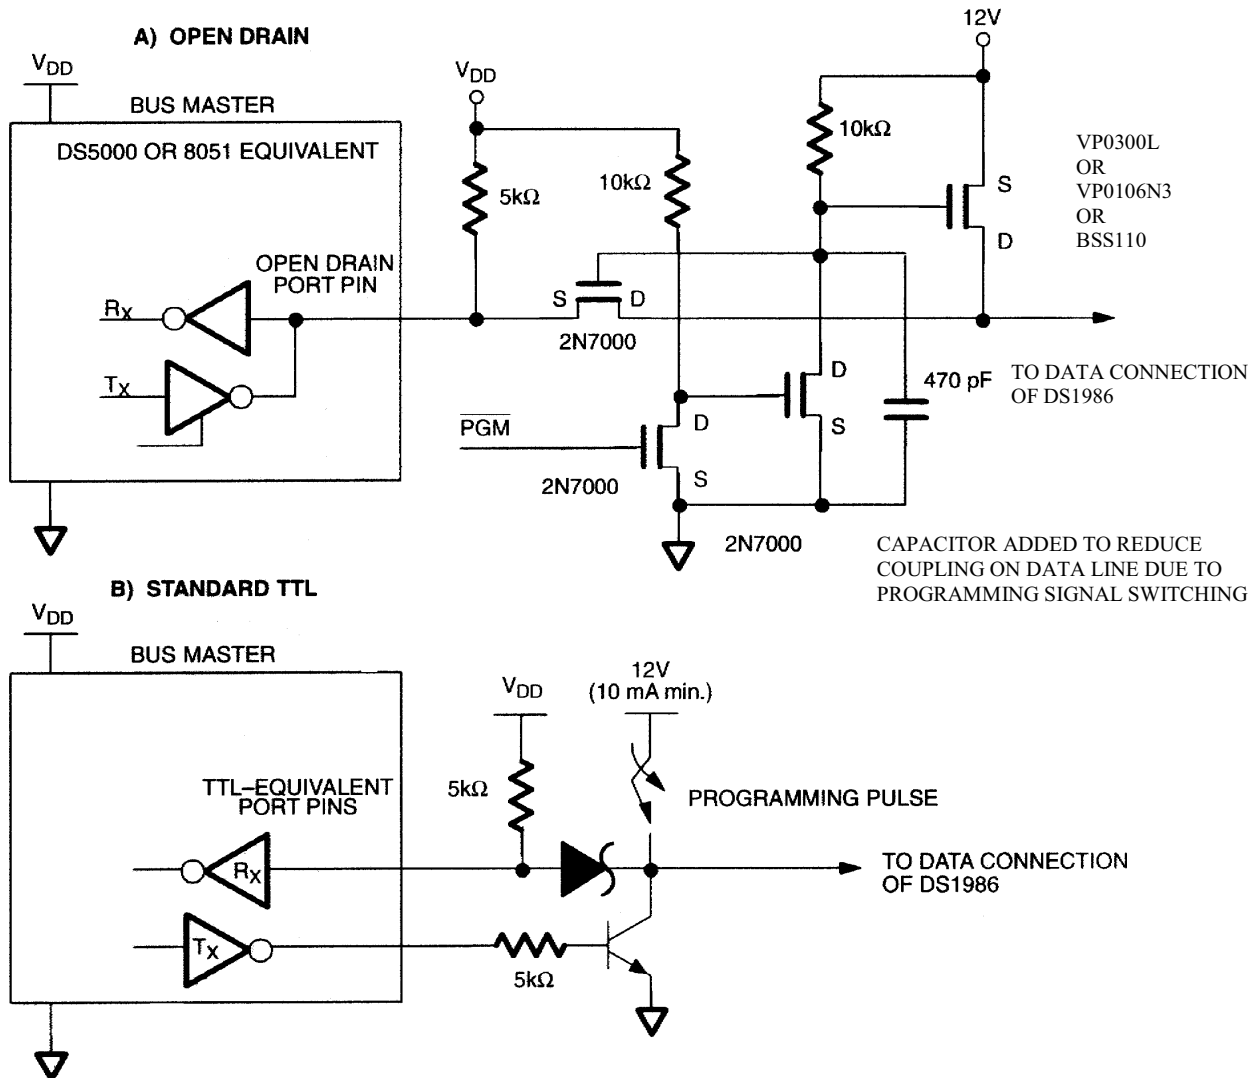 A) OPEN DRAIN
12V
VDD
VDD
BUS MASTER
DS5000 OR 8051 EQUIVALENT
10kΩ
5kΩ
10kΩ
S
D
VP0300L
OR
VP0106N3
OR
BSS110
OPEN DRAIN
PORT PIN
RX
TX
S
D
2N7000
D
S
470 pF
TO DATA CONNECTION
OF DS1986
PGM
D
S
2N7000
2N7000
CAPACITOR ADDED TO REDUCE
COUPLING ON DATA LINE DUE TO
PROGRAMMING SIGNAL SWITCHING
B) STANDARD TTL
VDD
BUS MASTER
VDD
12V
(10 mA min.)
TTL–EQUIVALENT
PORT PINS
5kΩ
PROGRAMMING PULSE
RX
TX
5kΩ
TO DATA CONNECTION
OF DS1986